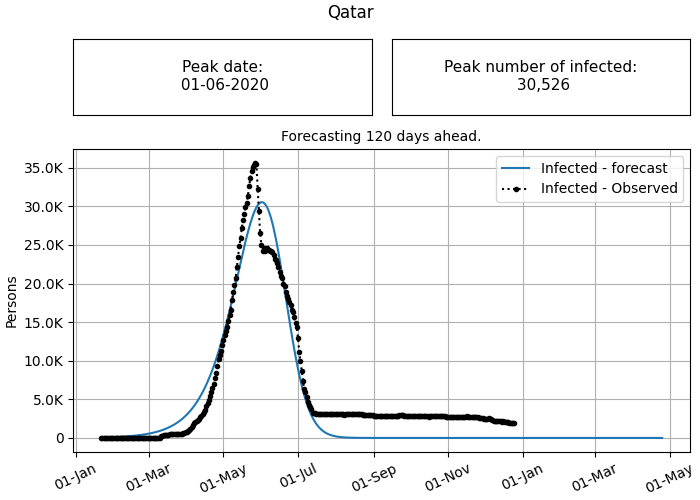 Qatar
Peak date:
01-06-2020
Peak number of infected:
30,526
Forecasting 120 days ahead.
Infected - forecast
Infected - Observed
Persons
35.0K
30.0K
25.0K
20.0K
15.0K
10.0K
5.0K
0
01-Jan
01-Mar
01-May
01-Jul
01-Sep
01-Nov
01-Jan
01-Mar
01-May